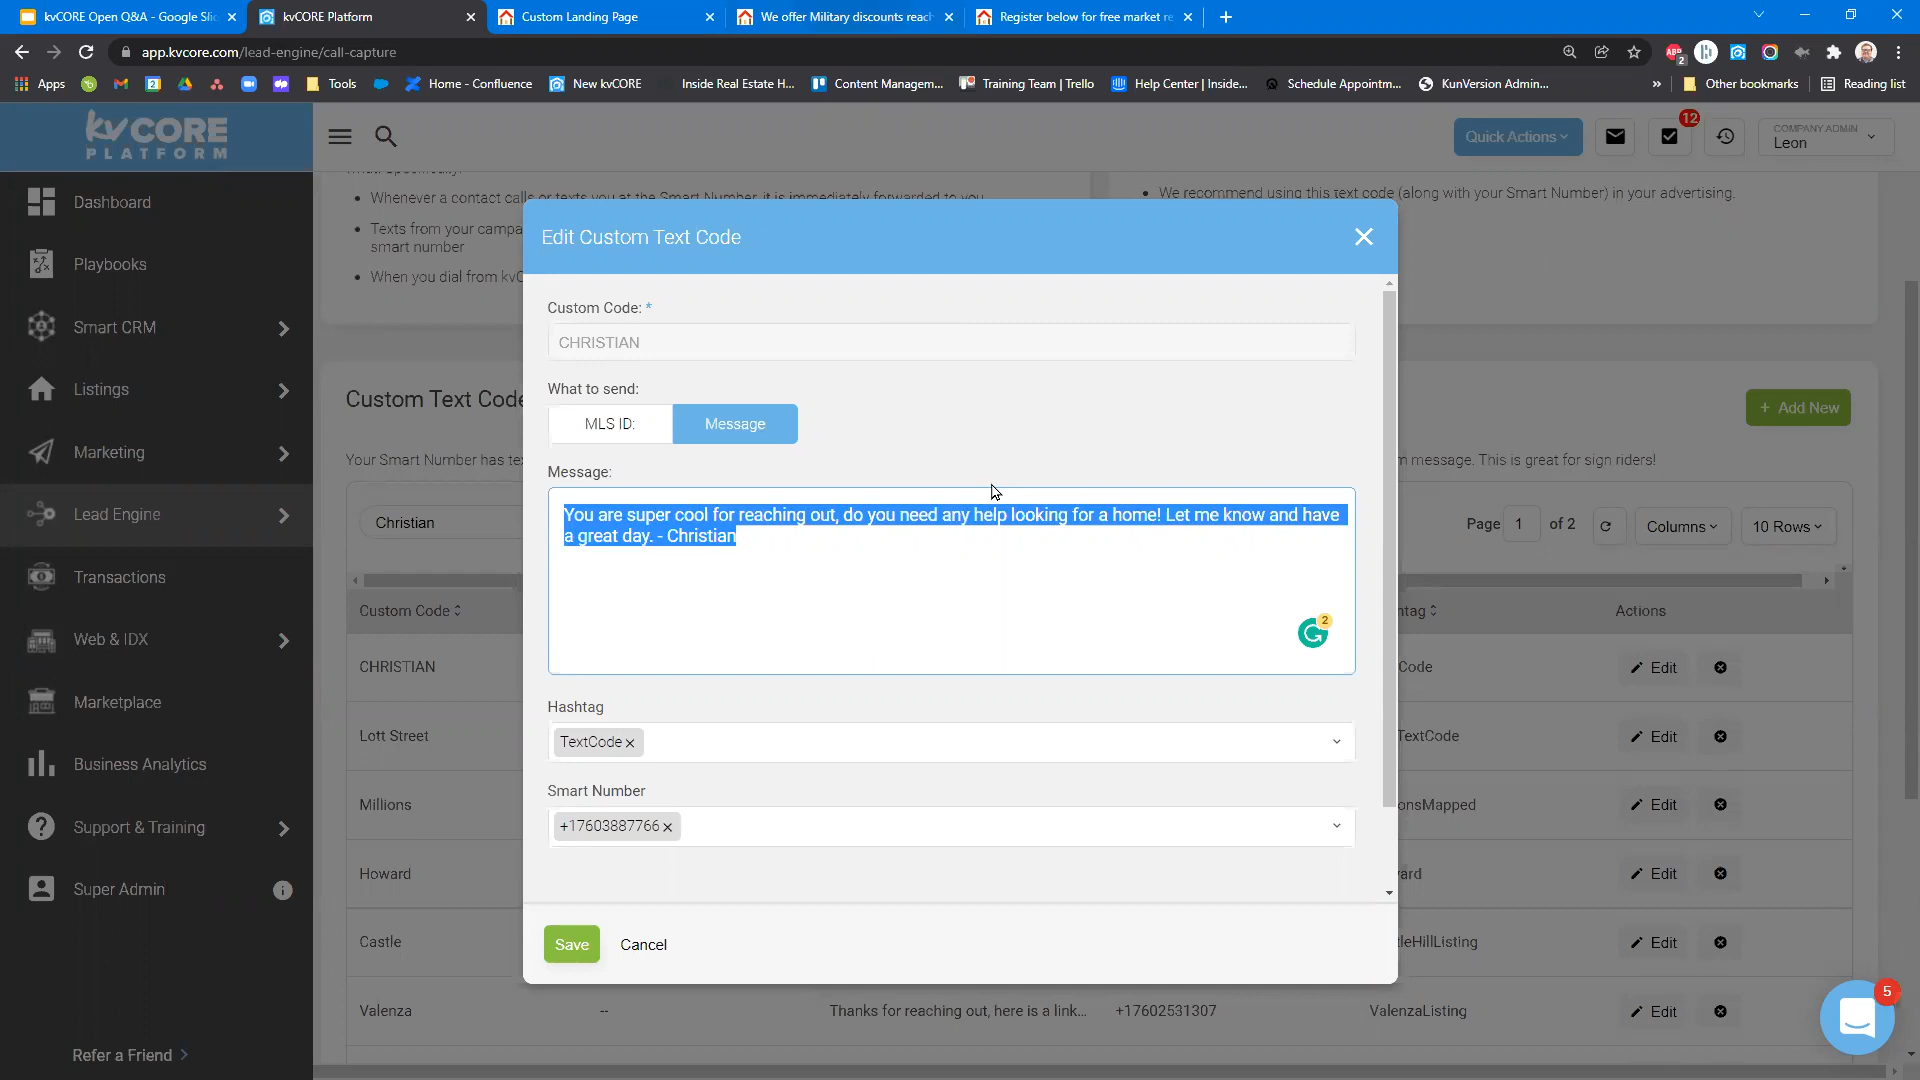 kvCORE Open Q&A - Google Slid
kvCORE Platform
Custom Landing Page
We offer Military discounts reach
Register below for free market re
app.kvcore.com/lead-engine/call-capture
ABP 2
Apps
Tools
Home - Confluence
New kvCORE
Inside Real Estate H...
Content Managem...
Training Team | Trello
Help Center | Inside...
Schedule Appointm...
KunVersion Admin...
»
Other bookmarks
Reading list
kvCORE
PLATFORM
Quick Actions
12
COMPANY ADMIN
Leon
Dashboard
Playbooks
Smart CRM
Listings
Marketing
Lead Engine
Transactions
Web & IDX
Marketplace
Business Analytics
Support & Training
Super Admin
Refer a Friend
Whenever a contact calls or texts you at the Smart Number, it is immediately forwarded to you
Texts from your campa
smart number
When you dial from kvC
We recommend using this text code (along with your Smart Number) in your advertising.
Custom Text Code
+ Add New
Your Smart Number has te
m message. This is great for sign riders!
Christian
Page 1 of 2
Columns
10 Rows
Custom Code
ntag
Actions
CHRISTIAN
Code
Edit
Lott Street
TextCode
Edit
Millions
onsMapped
Edit
Howard
ard
Edit
Castle
tleHillListing
Edit
Valenza
--
Thanks for reaching out, here is a link...
+17602531307
ValenzaListing
Edit
5
Edit Custom Text Code
Custom Code: *
CHRISTIAN
What to send:
MLS ID:
Message
Message:
You are super cool for reaching out, do you need any help looking for a home! Let me know and have
a great day. - Christian
2
Hashtag
TextCode
Smart Number
+17603887766
Save
Cancel